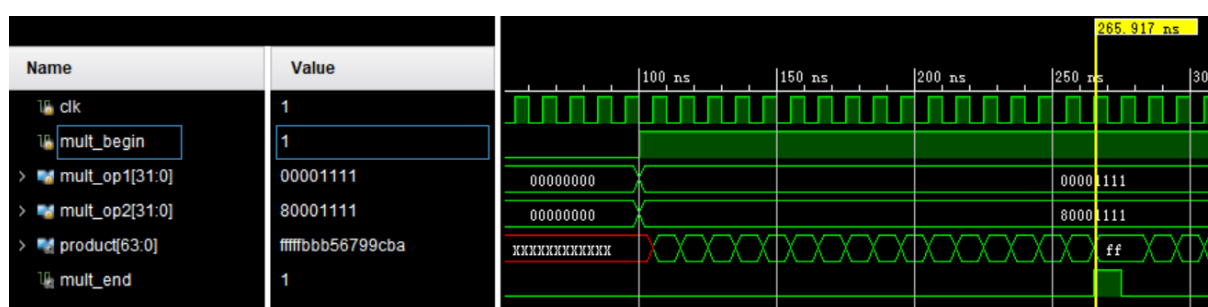 265.917 ns
Name Value
100 ns 150 ns 200 ns 250 ns 30
clk 1
mult_begin 1
mult_op1[31:0] 00001111 00000000 00001111
mult_op2[31:0] 80001111 00000000 80001111
product[63:0] fffffbbb56799cba XXXXXXXXXXXX ff
mult_end 1